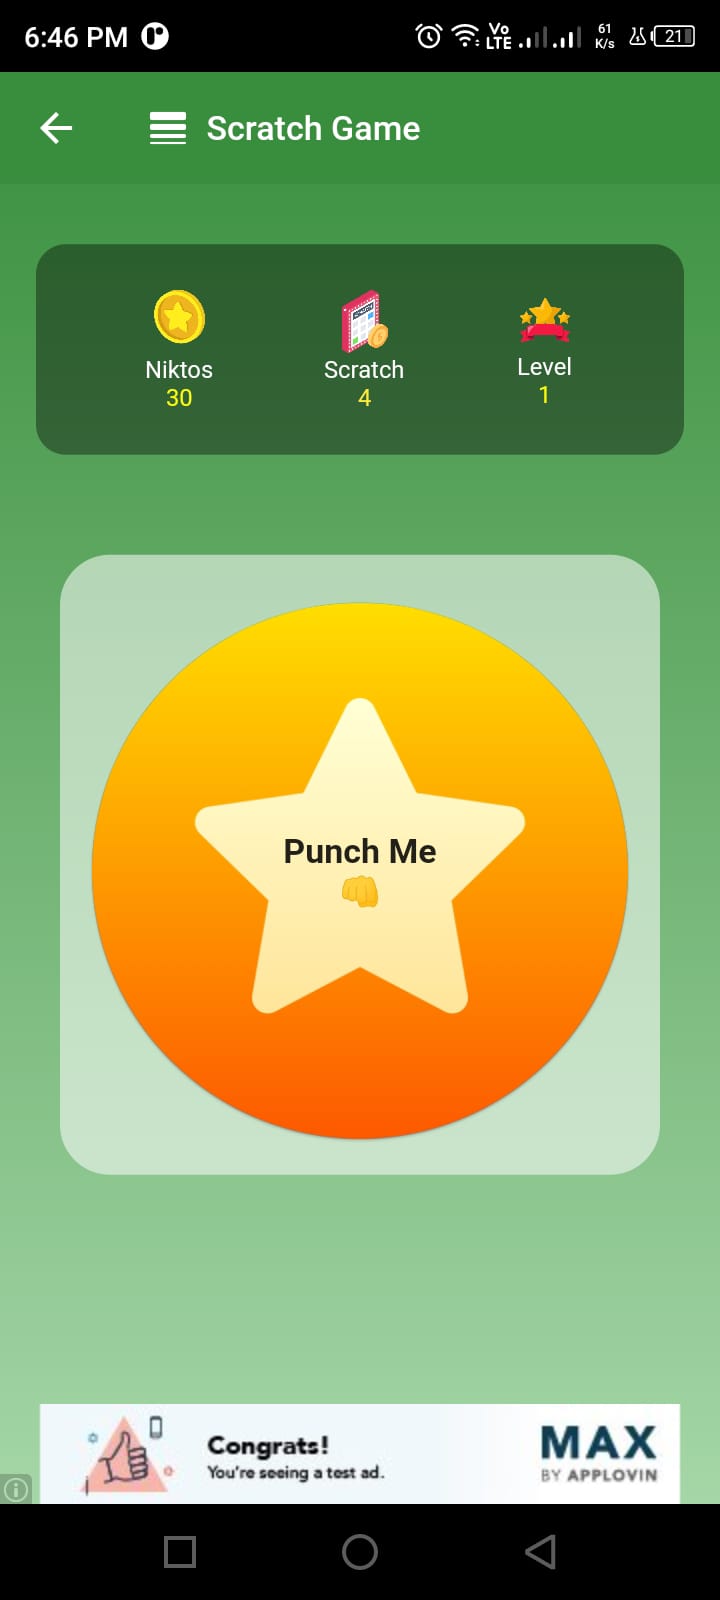 6:46 PM
Vo LTE
61 K/s
21
Scratch Game
Niktos
30
Scratch
4
Level
1
Punch Me
👊
Congrats!
You're seeing a test ad.
MAX
BY APPLOVIN